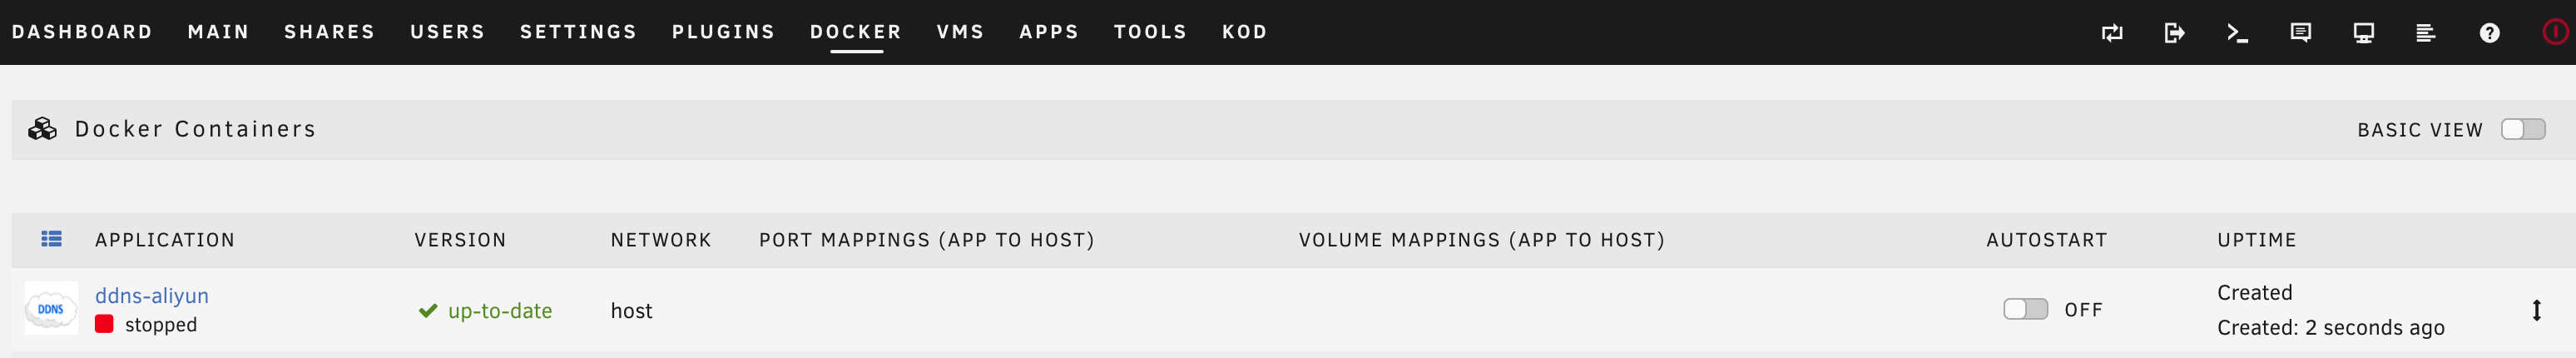 DASHBOARD MAIN SHARES USERS SETTINGS PLUGINS DOCKER VMS APPS TOOLS KOD
Docker Containers BASIC VIEW
APPLICATION VERSION NETWORK PORT MAPPINGS (APP TO HOST) VOLUME MAPPINGS (APP TO HOST) AUTOSTART UPTIME
DDNS ddns-aliyun
stopped
up-to-date host OFF
Created
Created: 2 seconds ago